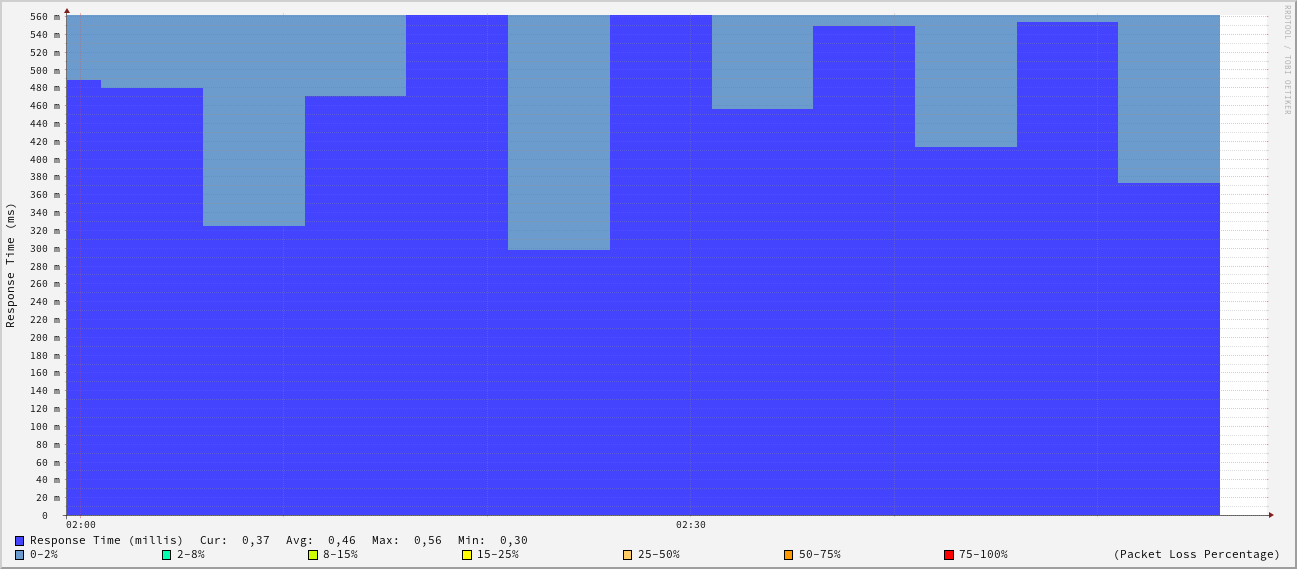 RRDTOOL / TOBI OETIKER
Response Time (ms)
560 m
540 m
520 m
500 m
480 m
460 m
440 m
420 m
400 m
380 m
360 m
340 m
320 m
300 m
280 m
260 m
240 m
220 m
200 m
180 m
160 m
140 m
120 m
100 m
80 m
60 m
40 m
20 m
0
02:00 02:30
Response Time (millis) Cur: 0,37 Avg: 0,46 Max: 0,56 Min: 0,30
0-2% 2-8% 8-15% 15-25% 25-50% 50-75% 75-100% (Packet Loss Percentage)